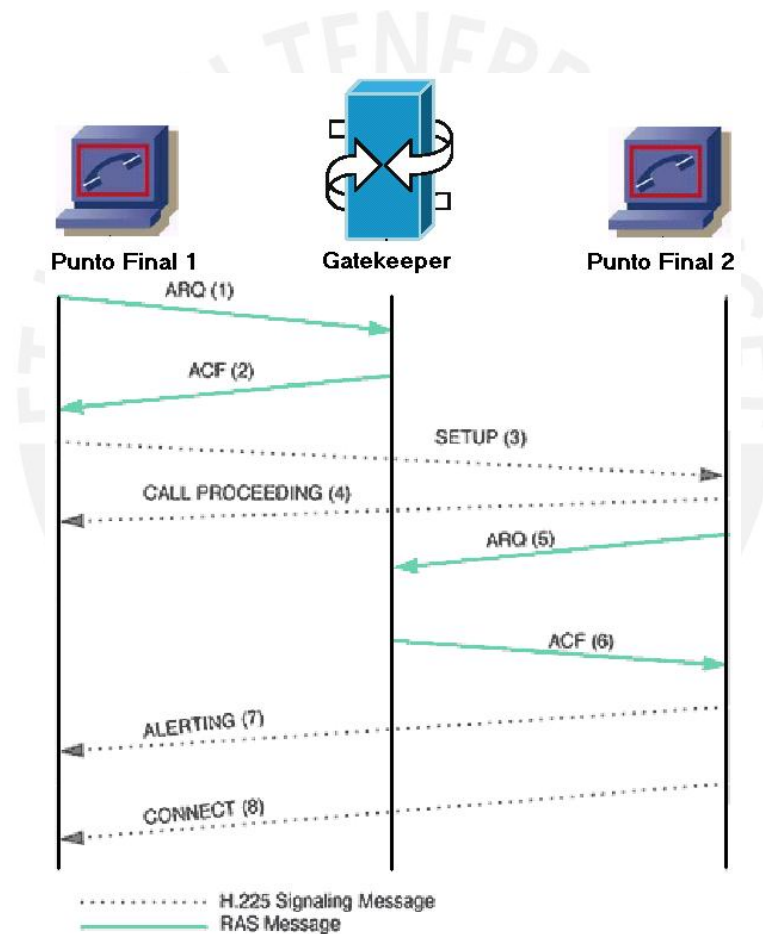 Punto Final 1
Gatekeeper
Punto Final 2
ARQ (1)
ACF (2)
SETUP (3)
CALL PROCEEDING (4)
ARQ (5)
ACF (6)
ALERTING (7)
CONNECT (8)
H.225 Signaling Message
RAS Message